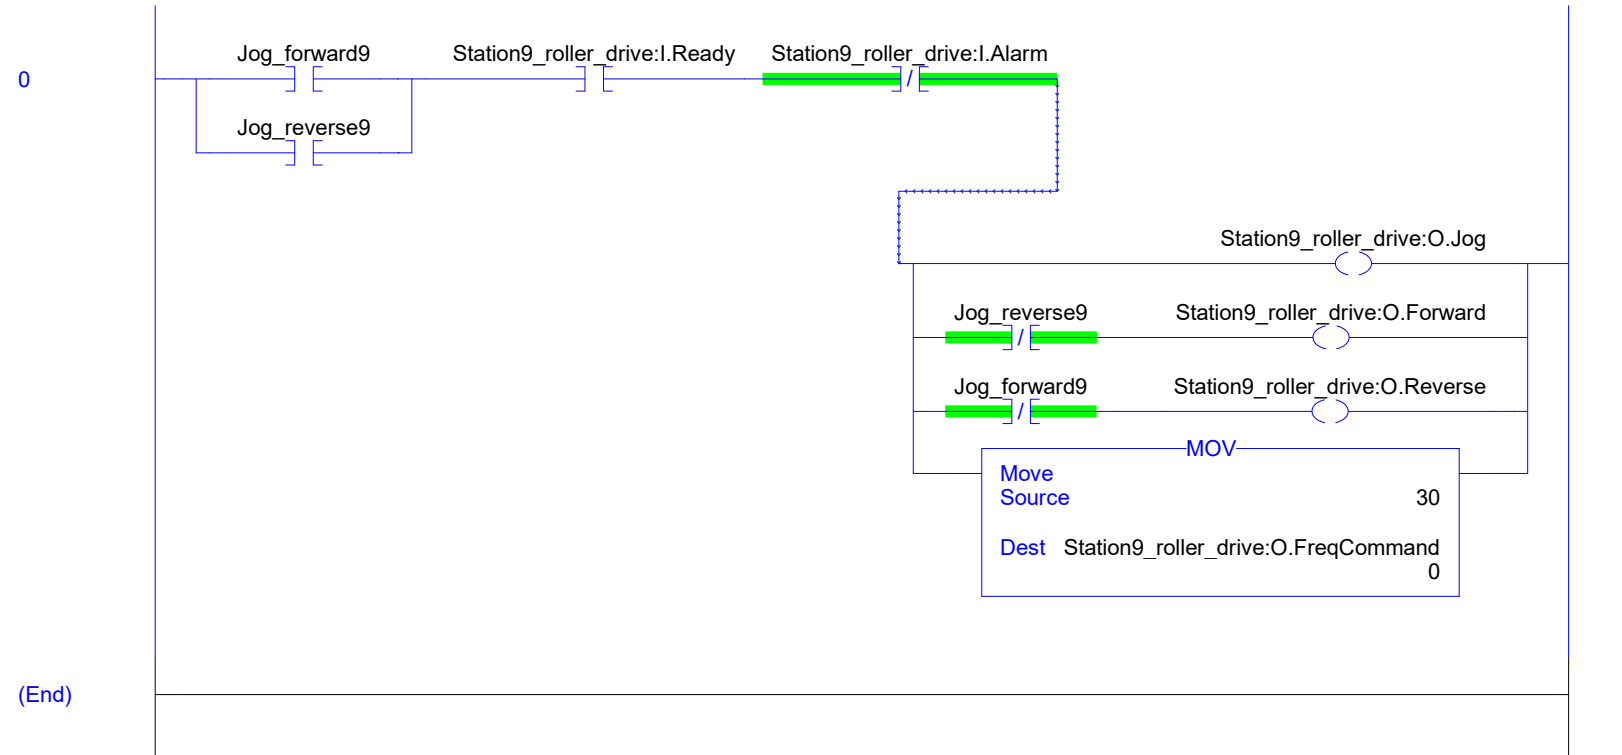 Jog_forward9 Station9_roller_drive:I.Ready Station9_roller_drive:I.Alarm
0 /
Jog_reverse9
Station9_roller_drive:O.Jog
Jog_reverse9 Station9_roller_drive:O.Forward
/
Jog_forward9 Station9_roller_drive:O.Reverse
/
MOV
Move
Source 30
Dest Station9_roller_drive:O.FreqCommand
0
(End)